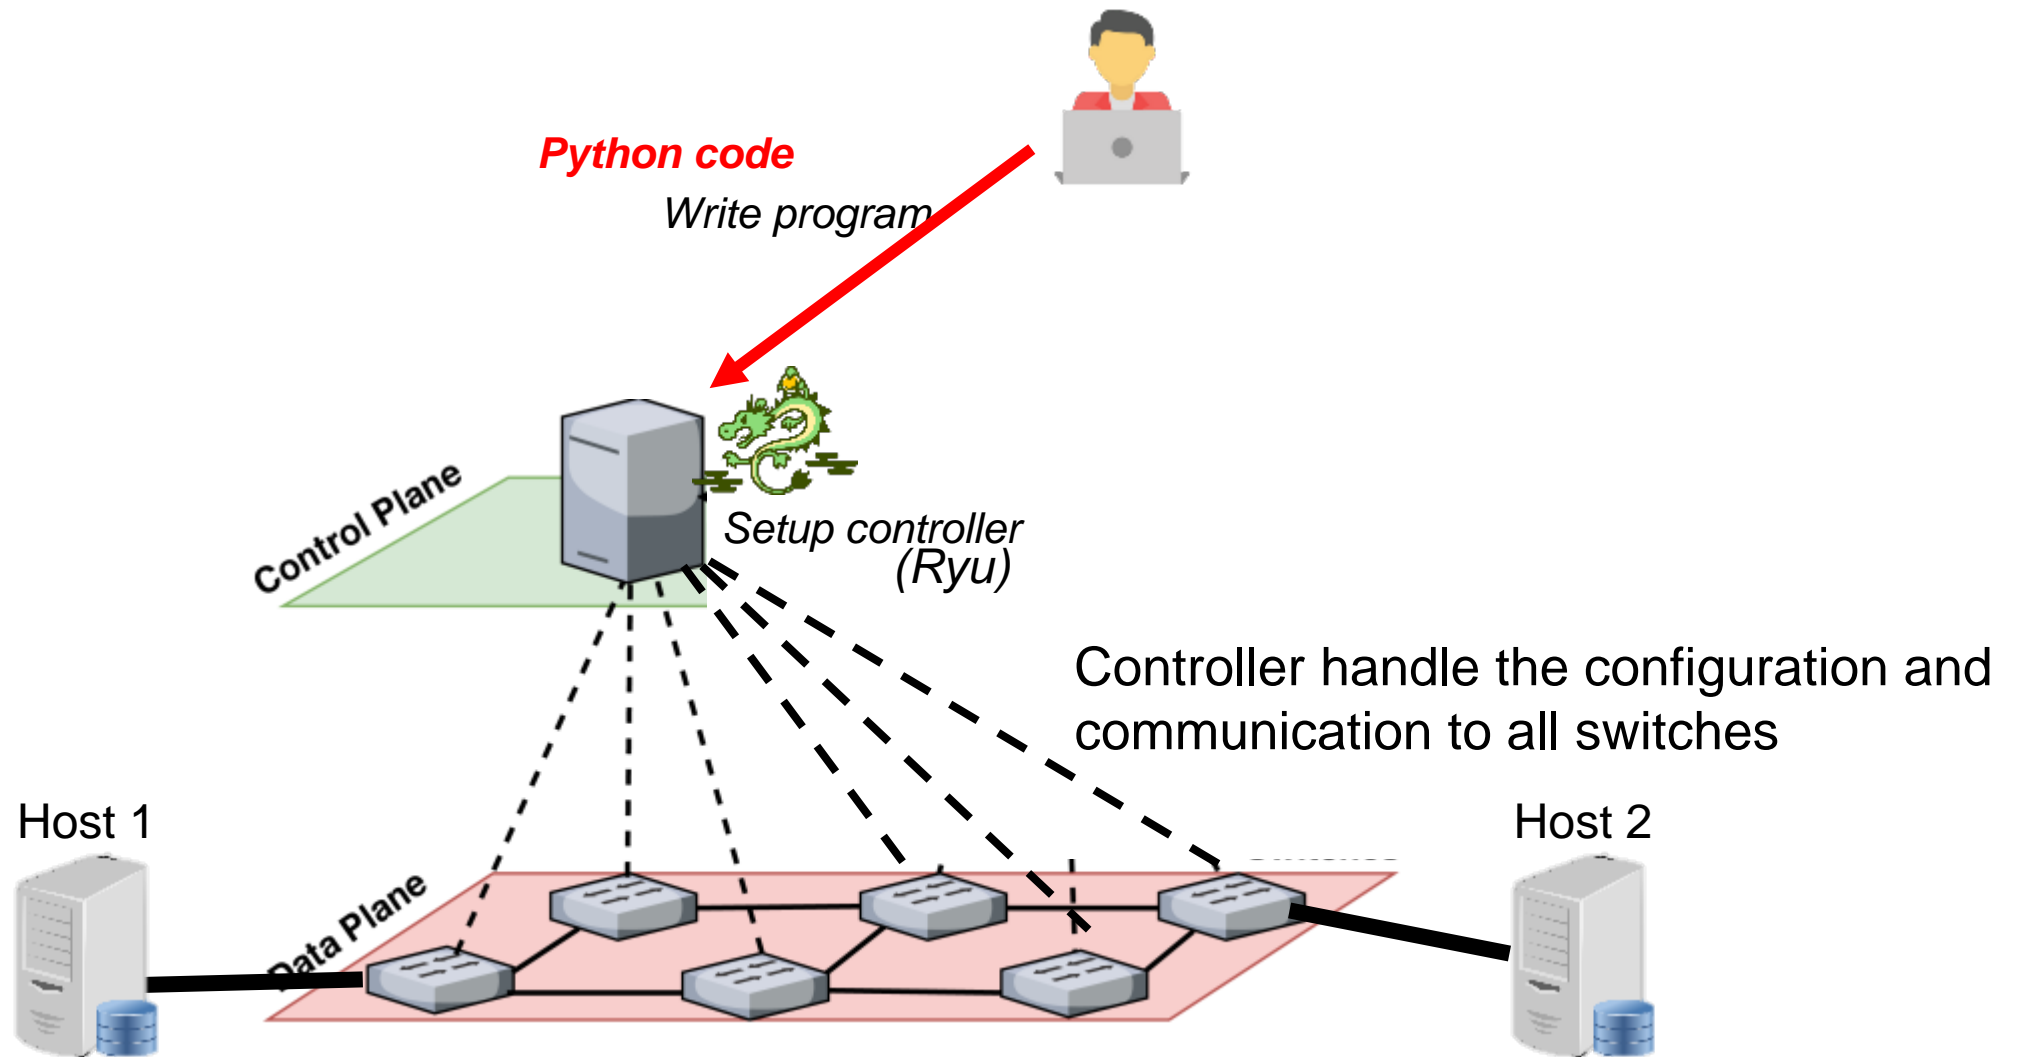 Python code
Write program
Control Plane
Setup controller
(Ryu)
Controller handle the configuration and
communication to all switches
Host 1
Host 2
Data Plane